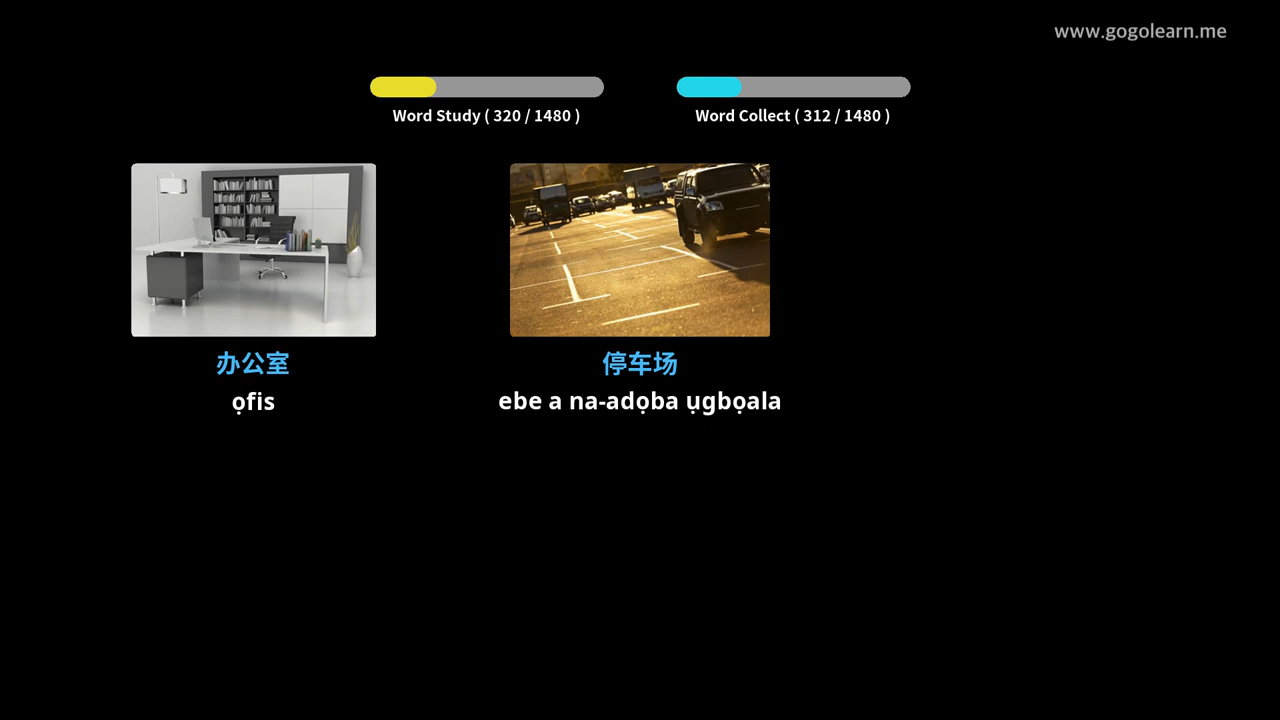 www.gogolearn.me
Word Study ( 320 / 1480 )
Word Collect ( 312 / 1480 )
办公室
ọfis
停车场
ebe a na-adọba ụgbọala